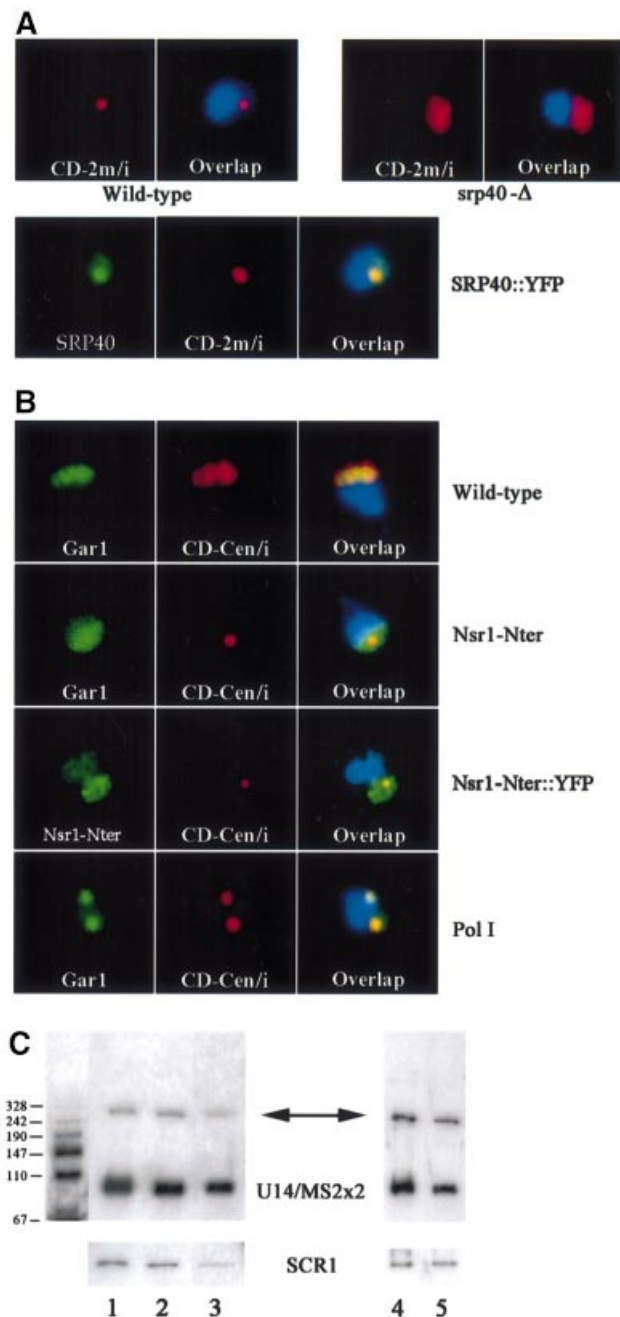 A
CD-2m/i Overlap CD-2m/i Overlap
Wild-type srp40-Δ
SRP40 CD-2m/i Overlap SRP40::YFP
B
Gar1 CD-Cen/i Overlap Wild-type
Gar1 CD-Cen/i Overlap Nsr1-Nter
Nsr1-Nter CD-Cen/i Overlap Nsr1-Nter::YFP
Gar1 CD-Cen/i Overlap Pol I
C
328
242
190
147
110
U14/MS2x2
67
SCR1
1 2 3 4 5